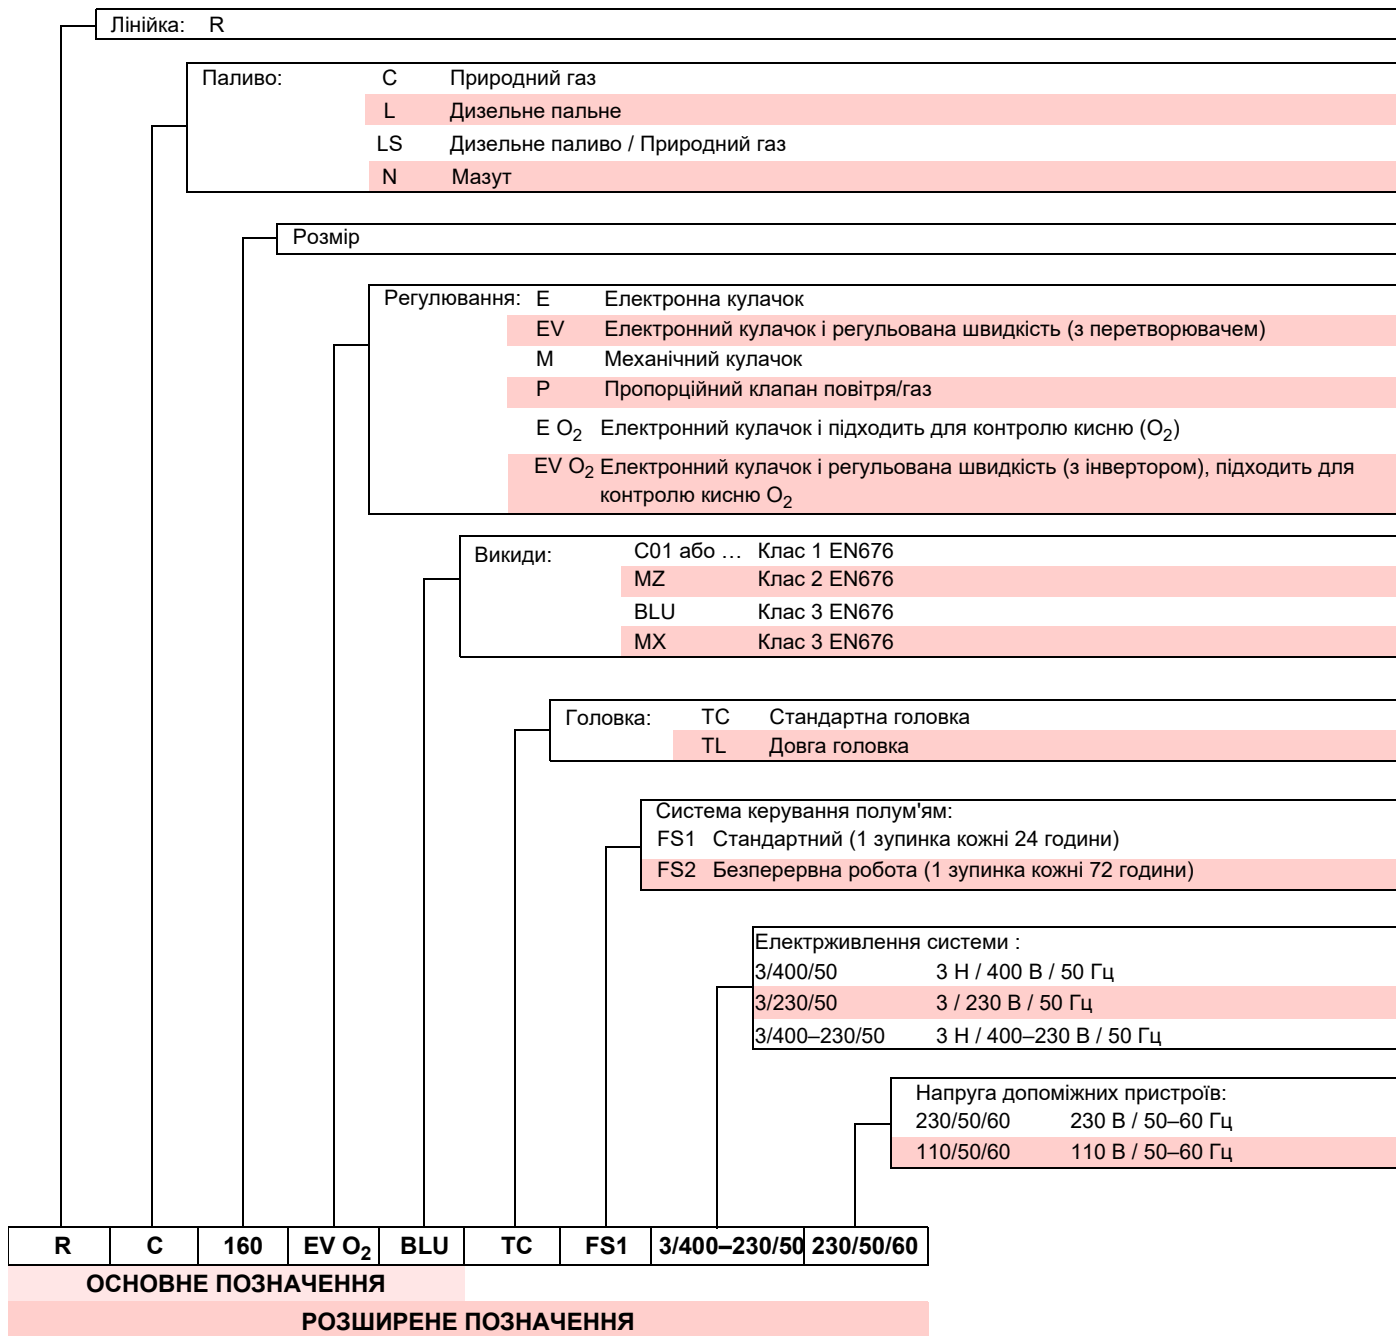 Лінійка: R
Паливо: C Природний газ
L Дизельне пальне
LS Дизельне паливо / Природний газ
N Мазут
Розмір
Регулювання: E Електронна кулачок
EV Електронний кулачок і регульована швидкість (з перетворювачем)
M Механічний кулачок
P Пропорційний клапан повітря/газ
E O₂ Електронний кулачок і підходить для контролю кисню (O₂)
EV O₂ Електронний кулачок і регульована швидкість (з інвертором), підходить для
контролю кисню O₂
Викиди: C01 або … Клас 1 EN676
MZ Клас 2 EN676
BLU Клас 3 EN676
MX Клас 3 EN676
Головка: TC Стандартна головка
TL Довга головка
Система керування полум'ям:
FS1 Стандартний (1 зупинка кожні 24 години)
FS2 Безперервна робота (1 зупинка кожні 72 години)
Електрживлення системи :
3/400/50 3 Н / 400 В / 50 Гц
3/230/50 3 / 230 В / 50 Гц
3/400–230/50 3 Н / 400–230 В / 50 Гц
Напруга допоміжних пристроїв:
230/50/60 230 В / 50–60 Гц
110/50/60 110 В / 50–60 Гц
R C 160 EV O₂ BLU TC FS1 3/400–230/50 230/50/60
ОСНОВНЕ ПОЗНАЧЕННЯ
РОЗШИРЕНЕ ПОЗНАЧЕННЯ